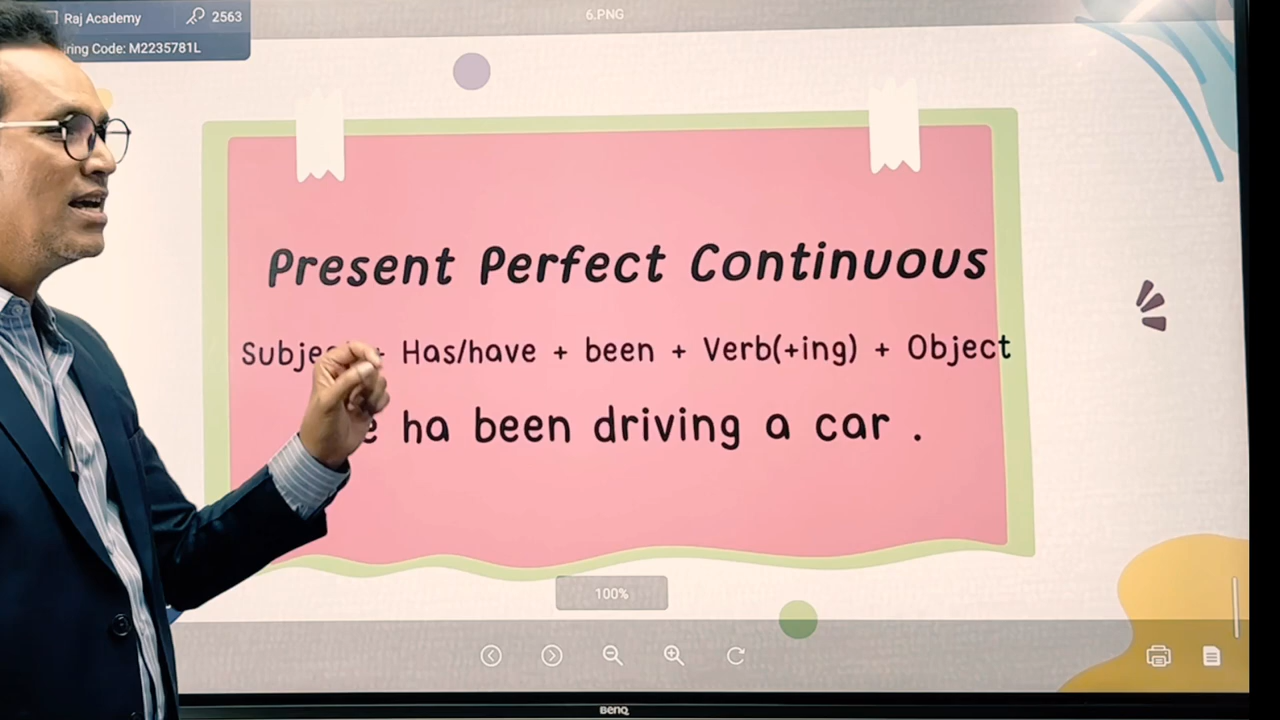 Raj Academy 2563
ring Code: M2235781L
6.PNG
Present Perfect Continuous
Subje + Has/have + been + Verb(+ing) + Object
e ha been driving a car .
100%
BenQ